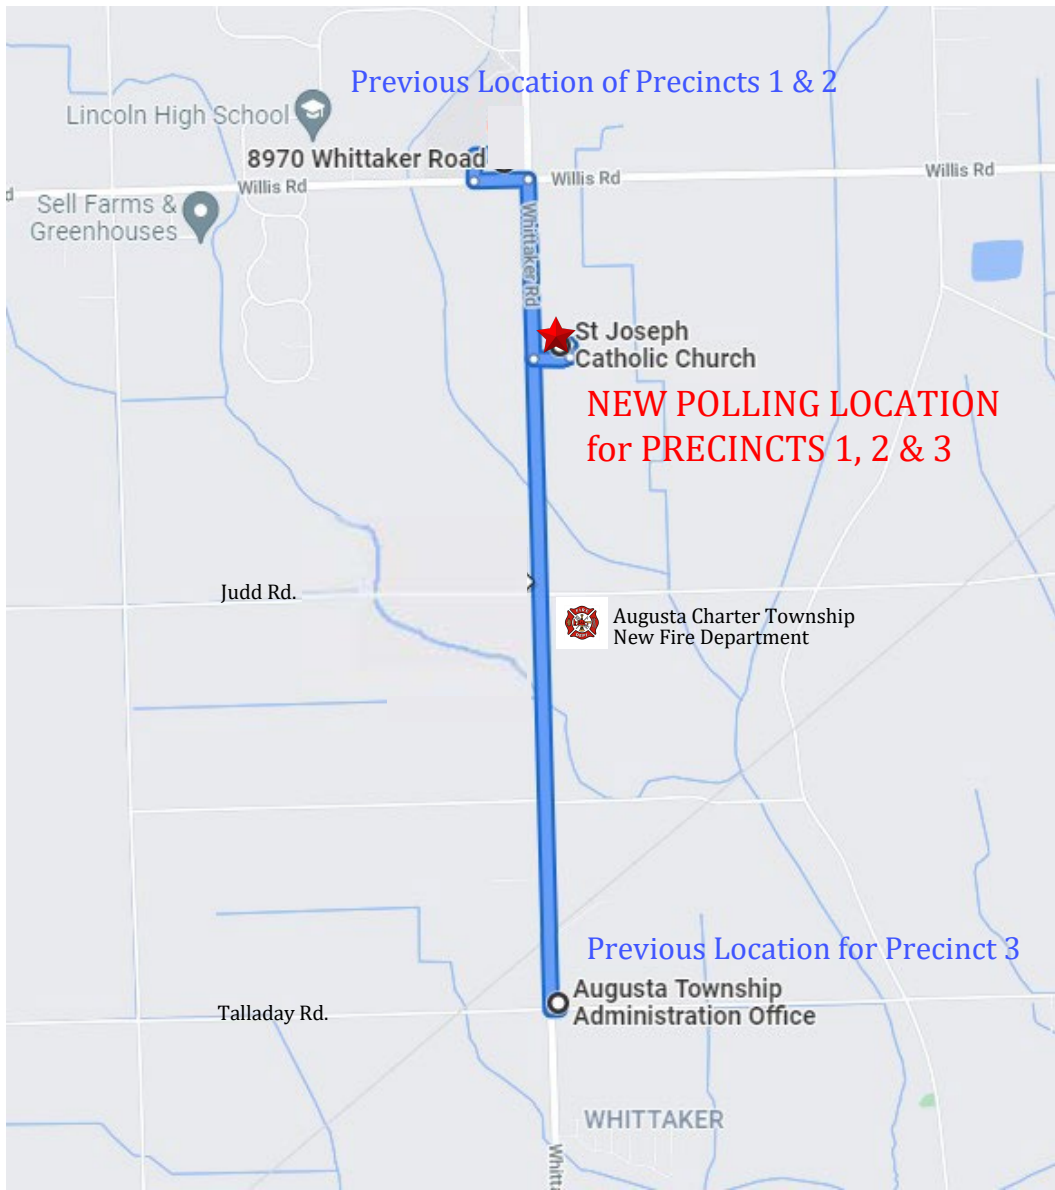 Previous Location of Precincts 1 & 2
Lincoln High School
8970 Whittaker Road
Willis Rd
Willis Rd
Willis Rd
d
Sell Farms &
Greenhouses
Whittaker Rd
St Joseph
Catholic Church
NEW POLLING LOCATION
for PRECINCTS 1, 2 & 3
Judd Rd.
Augusta Charter Township
New Fire Department
Previous Location for Precinct 3
Augusta Township
Administration Office
Talladay Rd.
WHITTAKER
Whitta